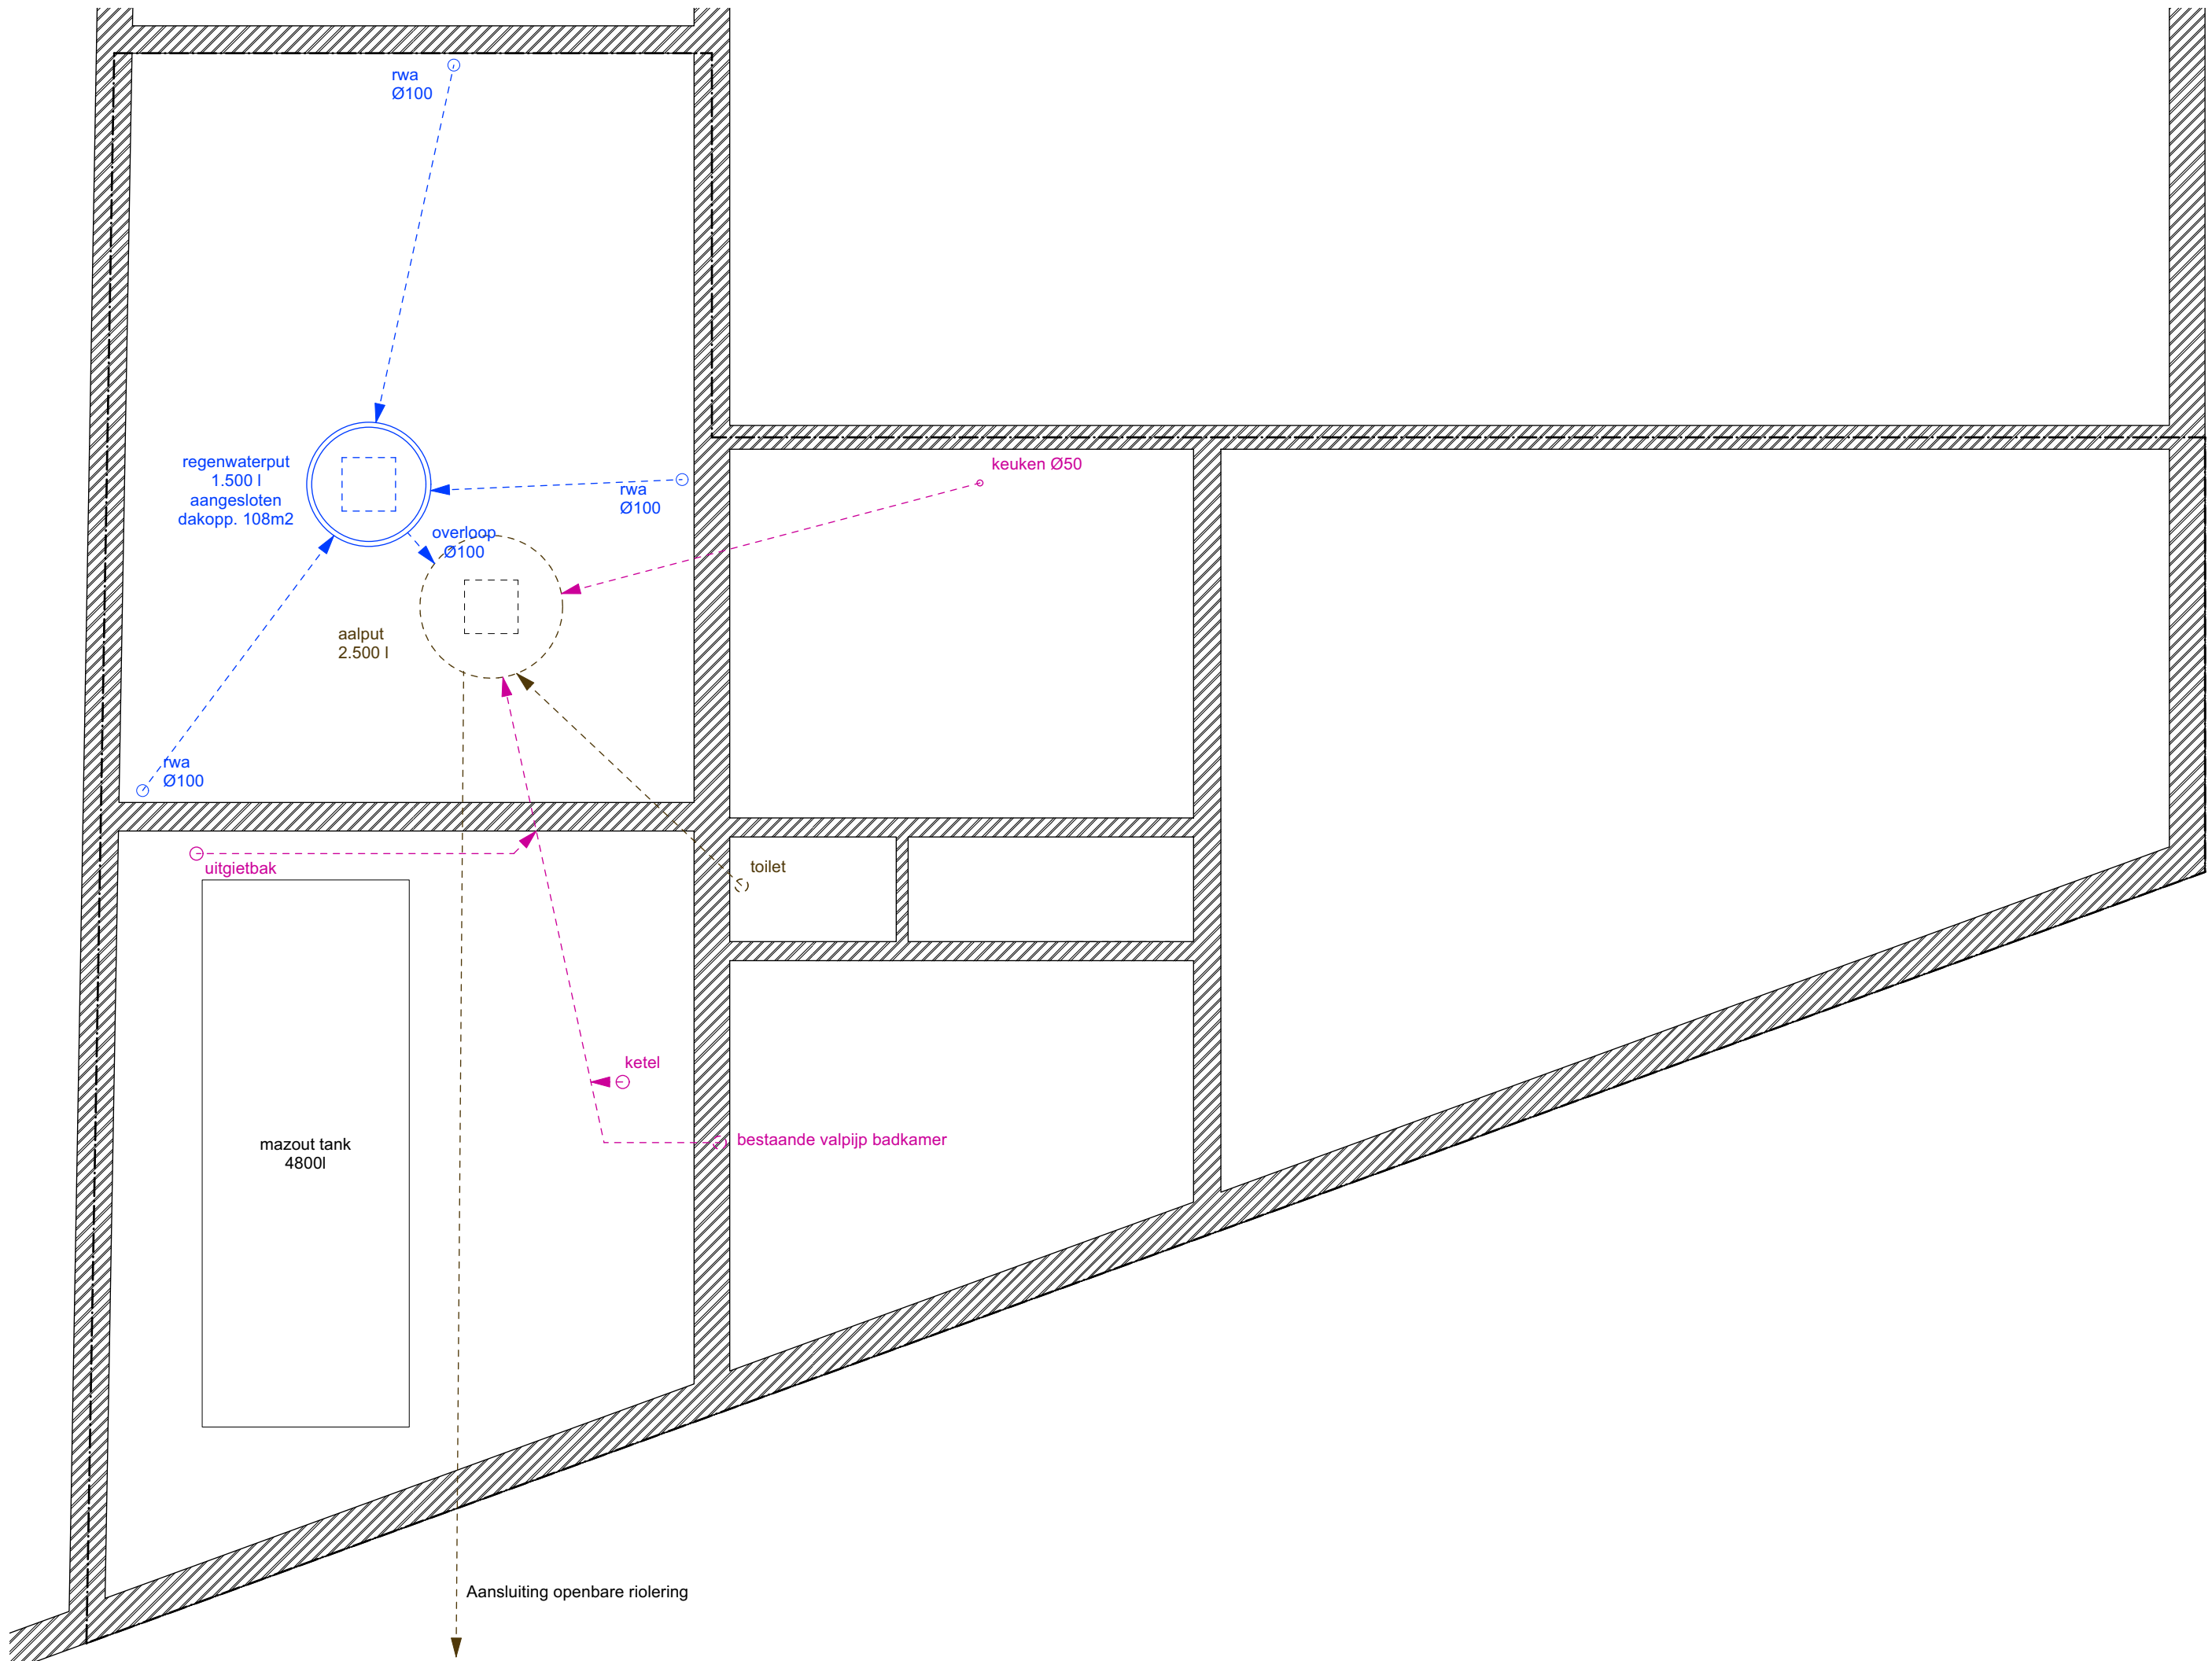 rwa
Ø100
regenwaterput
1.500 l
aangesloten
dakopp. 108m2
rwa
Ø100
overloop
Ø100
keuken Ø50
aalput
2.500 l
rwa
Ø100
uitgietbak
toilet
ketel
bestaande valpijp badkamer
mazout tank
4800l
Aansluiting openbare riolering